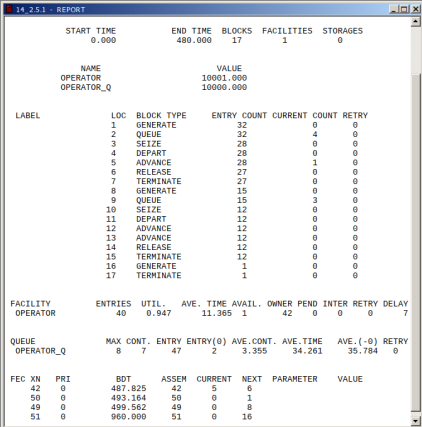 14_2.5.1 - REPORT
START TIME END TIME BLOCKS FACILITIES STORAGES
0.000 480.000 17 1 0
NAME VALUE
OPERATOR 10001.000
OPERATOR_Q 10000.000
LABEL LOC BLOCK TYPE ENTRY COUNT CURRENT COUNT RETRY
1 GENERATE 32 0 0
2 QUEUE 32 4 0
3 SEIZE 28 0 0
4 DEPART 28 0 0
5 ADVANCE 28 1 0
6 RELEASE 27 0 0
7 TERMINATE 27 0 0
8 GENERATE 15 0 0
9 QUEUE 15 3 0
10 SEIZE 12 0 0
11 DEPART 12 0 0
12 ADVANCE 12 0 0
13 ADVANCE 12 0 0
14 RELEASE 12 0 0
15 TERMINATE 12 0 0
16 GENERATE 1 0 0
17 TERMINATE 1 0 0
FACILITY ENTRIES UTIL. AVE. TIME AVAIL. OWNER PEND INTER RETRY DELAY
OPERATOR 40 0.947 11.365 1 42 0 0 0 7
QUEUE MAX CONT. ENTRY ENTRY(0) AVE.CONT. AVE.TIME AVE.(-0) RETRY
OPERATOR_Q 8 7 47 2 3.355 34.261 35.784 0
FEC XN PRI BDT ASSEM CURRENT NEXT PARAMETER VALUE
42 0 487.825 42 5 6
50 0 493.164 50 0 1
49 0 499.562 49 0 8
51 0 960.000 51 0 16